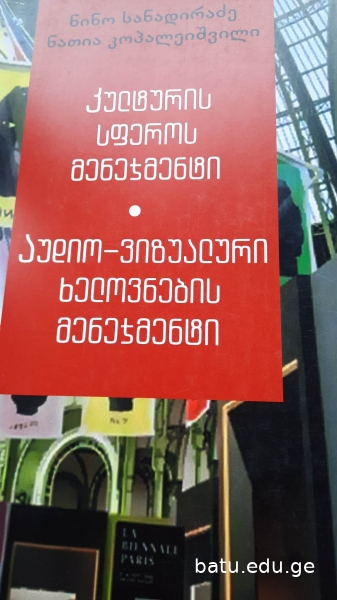 ნინო სანადირაძე
ნათია კოპალეიშვილი
კულტურის
სფეროს
მენეჯმენტი
•
აუდიო-ვიზუალური
ხელოვნების
მენეჯმენტი
LA
BIENNALE
PARIS
batu.edu.ge